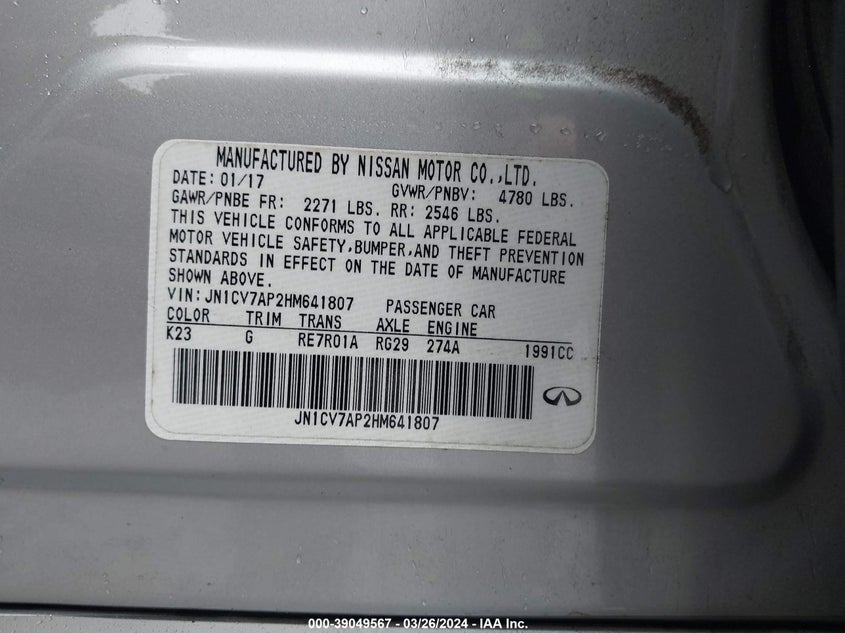 MANUFACTURED BY NISSAN MOTOR CO.,LTD.
DATE: 01/17 GVWR/PNBV: 4780 LBS.
GAWR/PNBE FR: 2271 LBS. RR: 2546 LBS.
THIS VEHICLE CONFORMS TO ALL APPLICABLE FEDERAL
MOTOR VEHICLE SAFETY,BUMPER,AND THEFT PREVENTION
STANDARDS IN EFFECT ON THE DATE OF MANUFACTURE
SHOWN ABOVE.
VIN: JN1CV7AP2HM641807 PASSENGER CAR
COLOR TRIM TRANS AXLE ENGINE
K23 G RE7R01A RG29 274A 1991CC
JN1CV7AP2HM641807
000-39049567 - 03/26/2024 - IAA Inc.